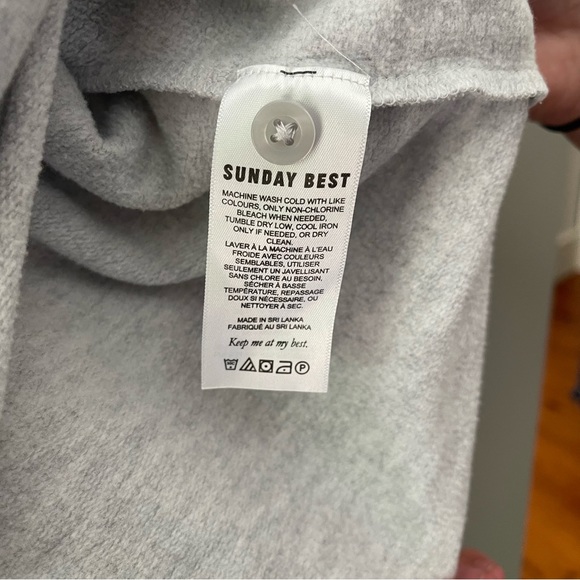 SUNDAY BEST
MACHINE WASH COLD WITH LIKE
COLOURS, ONLY NON-CHLORINE
BLEACH WHEN NEEDED,
TUMBLE DRY LOW, COOL IRON
ONLY IF NEEDED, OR DRY
CLEAN.
LAVER À LA MACHINE À L'EAU
FROIDE AVEC COULEURS
SEMBLABLES, UTILISER
SEULEMENT UN JAVELLISANT
SANS CHLORE AU BESOIN,
SÉCHER À BASSE
TEMPÉRATURE, REPASSAGE
DOUX SI NÉCESSAIRE, OU
NETTOYER À SEC.
MADE IN SRI LANKA
FABRIQUÉ AU SRI LANKA
Keep me at my best.
P